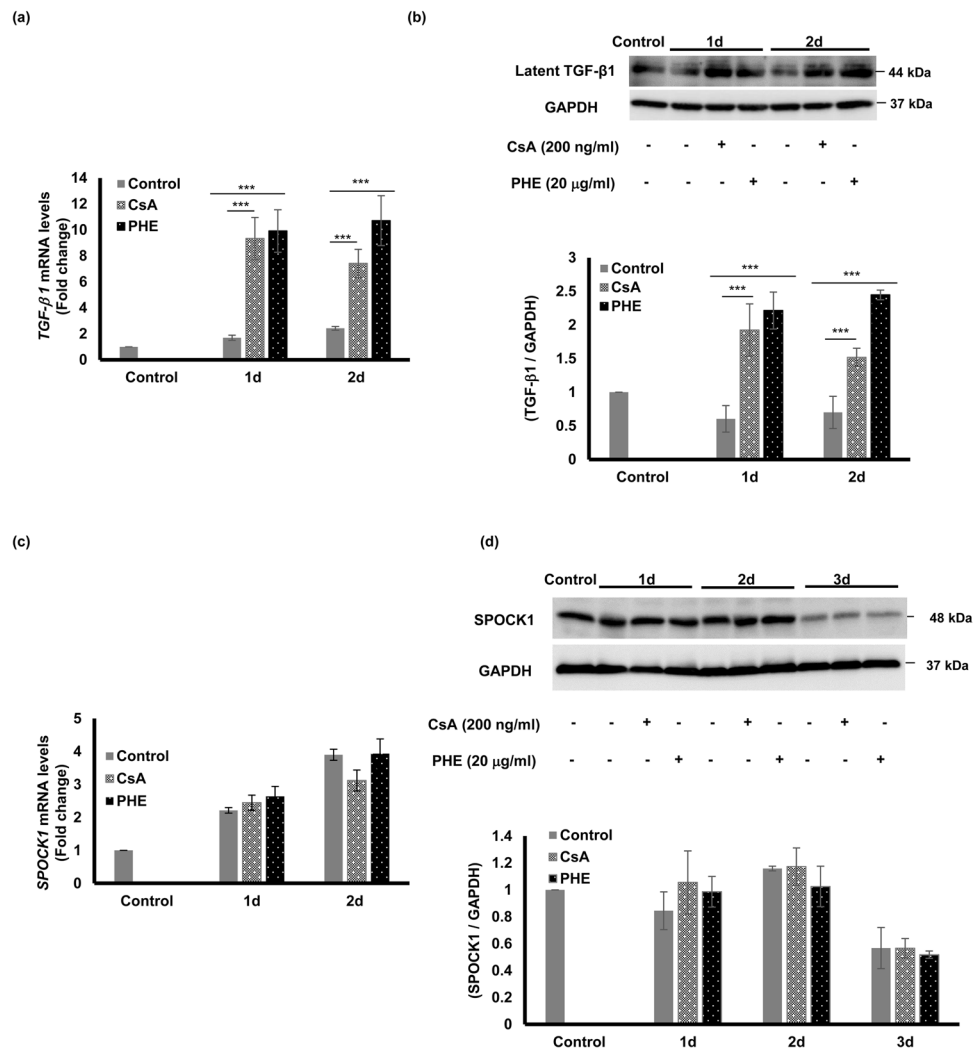 (a)
14
12
10
8
6
4
2
0
TGF-β1 mRNA levels
(Fold change)
Control
CsA
PHE
***
***
***
***
Control 1d 2d
(b)
Control 1d 2d
Latent TGF-β1
44 kDa
GAPDH
37 kDa
CsA (200 ng/ml) - - + - - + -
PHE (20 μg/ml) - - - + - - +
3
2.5
2
1.5
1
0.5
0
(TGF-β1 / GAPDH)
Control
CsA
PHE
***
***
***
***
Control 1d 2d
(c)
5
4
3
2
1
0
SPOCK1 mRNA levels
(Fold change)
Control
CsA
PHE
Control 1d 2d
(d)
Control 1d 2d 3d
SPOCK1
48 kDa
GAPDH
37 kDa
CsA (200 ng/ml) - - + - - + - - + -
PHE (20 μg/ml) - - - + - - + - - +
1.4
1.2
1
0.8
0.6
0.4
0.2
0
(SPOCK1 / GAPDH)
Control
CsA
PHE
Control 1d 2d 3d